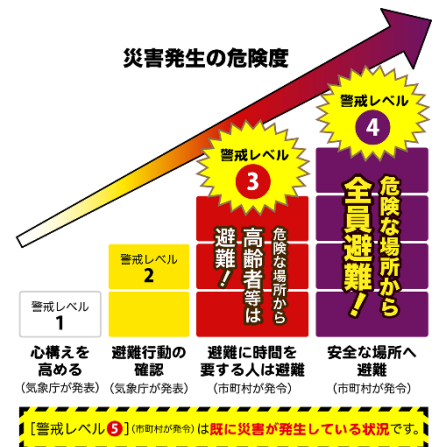 災害発生の危険度
警戒レベル
4
危険な場所から
全員避難！
警戒レベル
3
危険な場所から
高齢者等は
避難！
警戒レベル
2
警戒レベル
1
心構えを
高める
(気象庁が発表)
避難行動の
確認
(気象庁が発表)
避難に時間を
要する人は避難
(市町村が発令)
安全な場所へ
避難
(市町村が発令)
[警戒レベル5](市町村が発令)は既に災害が発生している状況です。